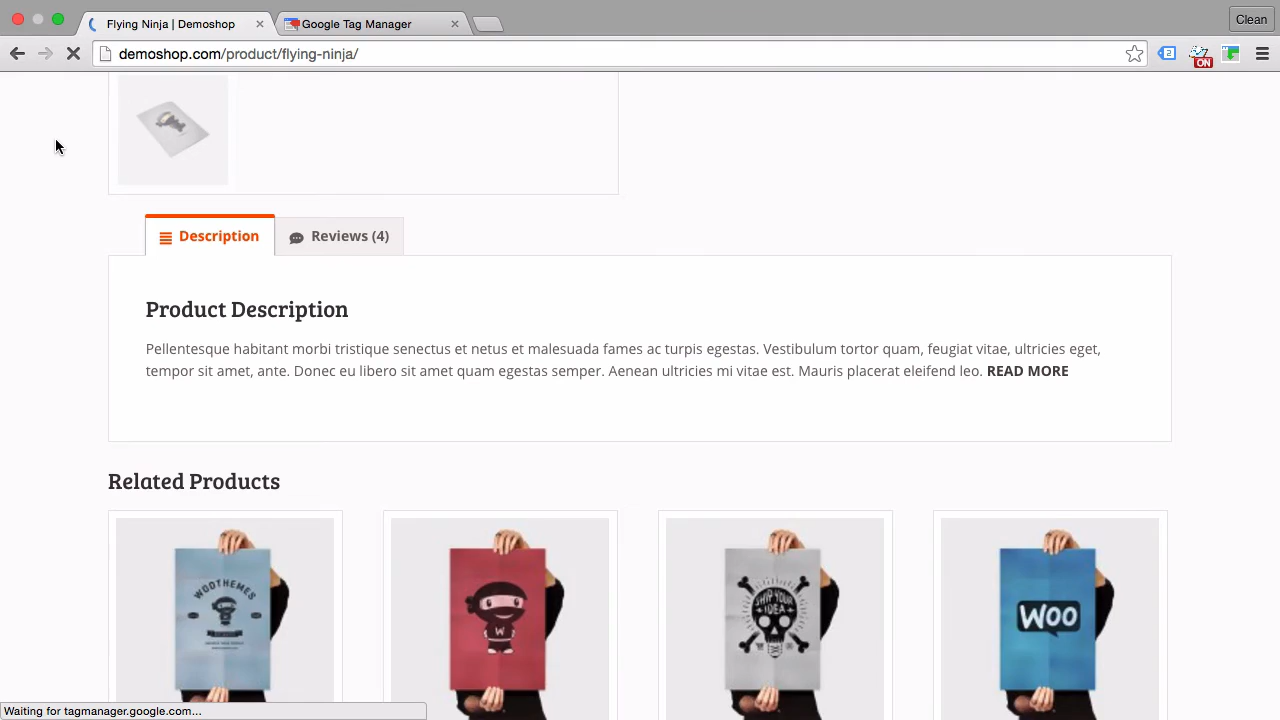 Flying Ninja | Demoshop
Google Tag Manager
Clean
demoshop.com/product/flying-ninja/
2
ON
Description
Reviews (4)
Product Description
Pellentesque habitant morbi tristique senectus et netus et malesuada fames ac turpis egestas. Vestibulum tortor quam, feugiat vitae, ultricies eget,
tempor sit amet, ante. Donec eu libero sit amet quam egestas semper. Aenean ultricies mi vitae est. Mauris placerat eleifend leo. READ MORE
Related Products
WOOTHEMES
W
SHIP YOUR
IDEA
WOO
Waiting for tagmanager.google.com...